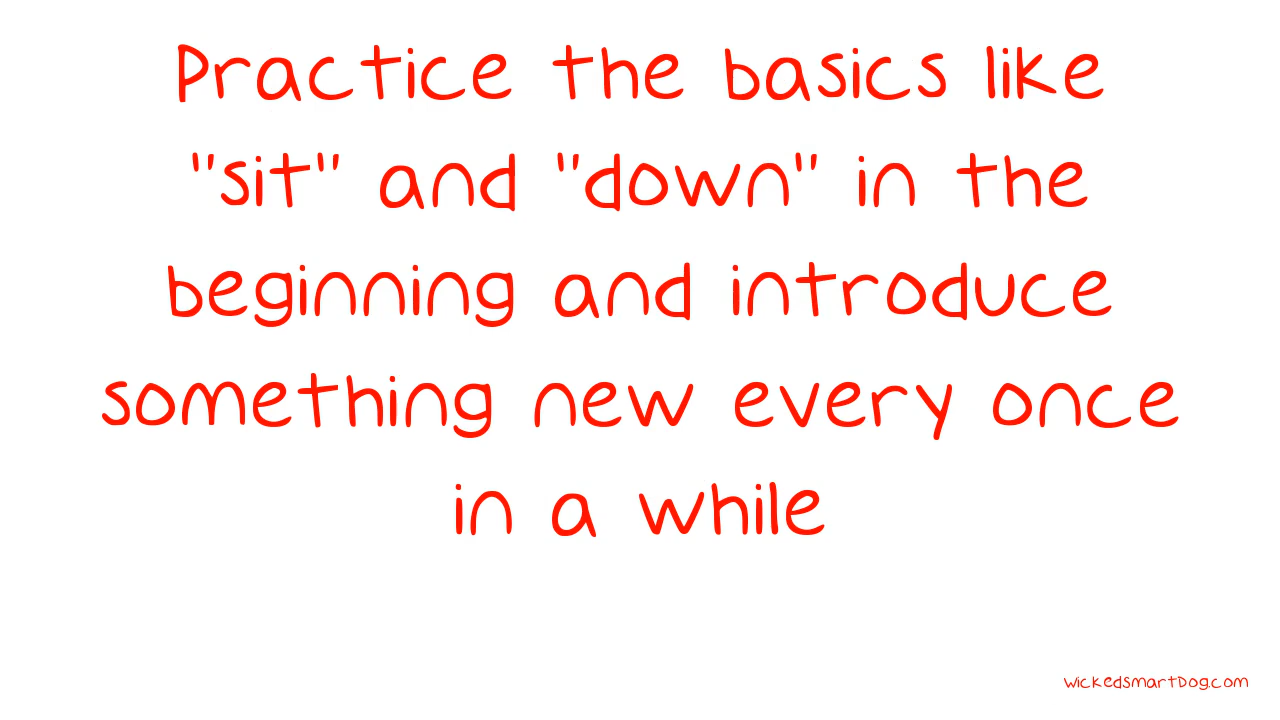 Practice the basics like
"sit" and "down" in the
beginning and introduce
something new every once
in a while
wickedsmartDog.com